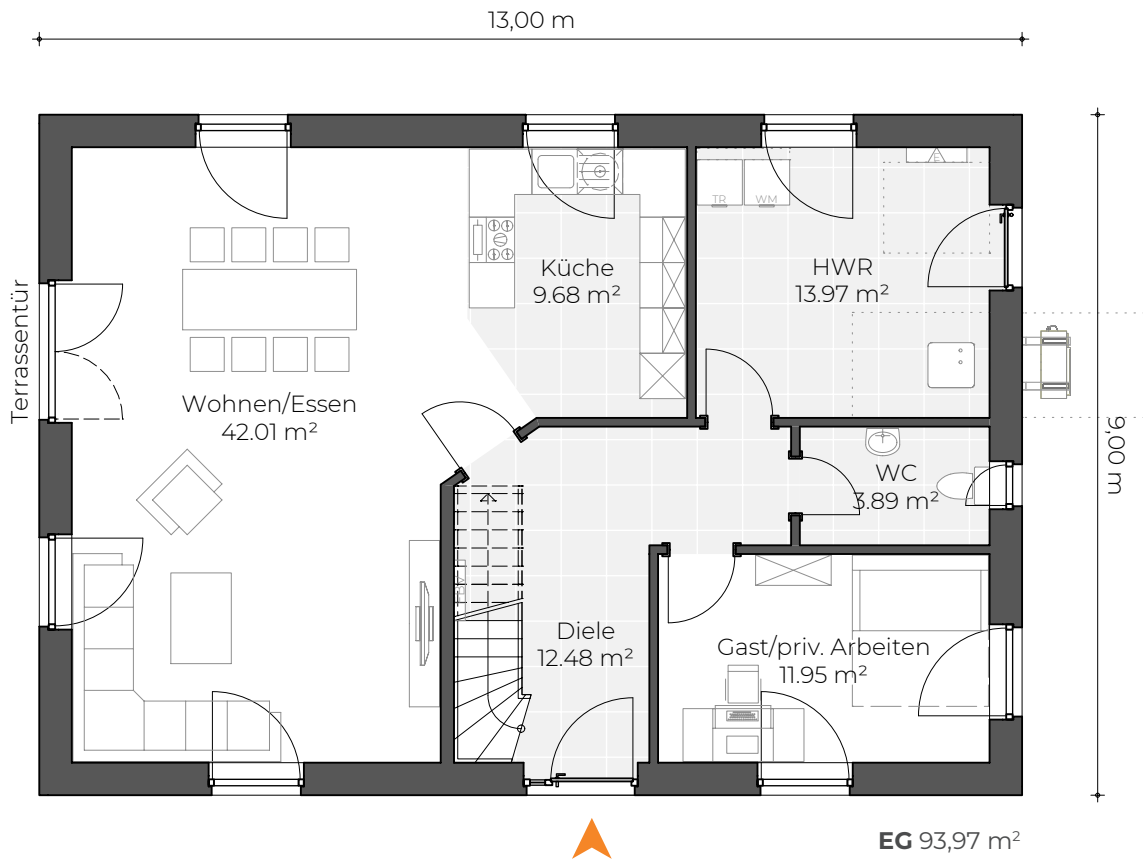 13,00 m
TR
WM
E
Küche
9.68 m²
HWR
13.97 m²
Terrassentür
Wohnen/Essen
42.01 m²
9,00 m
WC
3.89 m²
Diele
12.48 m²
Gast/priv. Arbeiten
11.95 m²
EG 93,97 m²